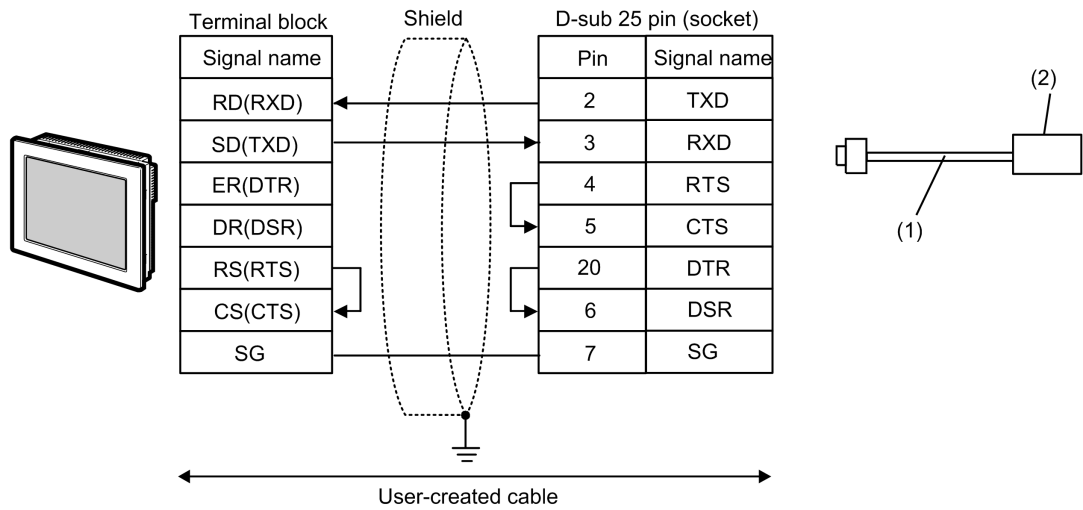 Terminal block
Shield
D-sub 25 pin (socket)
Signal name
Pin
Signal name
RD(RXD)
2
TXD
SD(TXD)
3
RXD
ER(DTR)
4
RTS
DR(DSR)
5
CTS
RS(RTS)
20
DTR
CS(CTS)
6
DSR
SG
7
SG
User-created cable
(2)
(1)